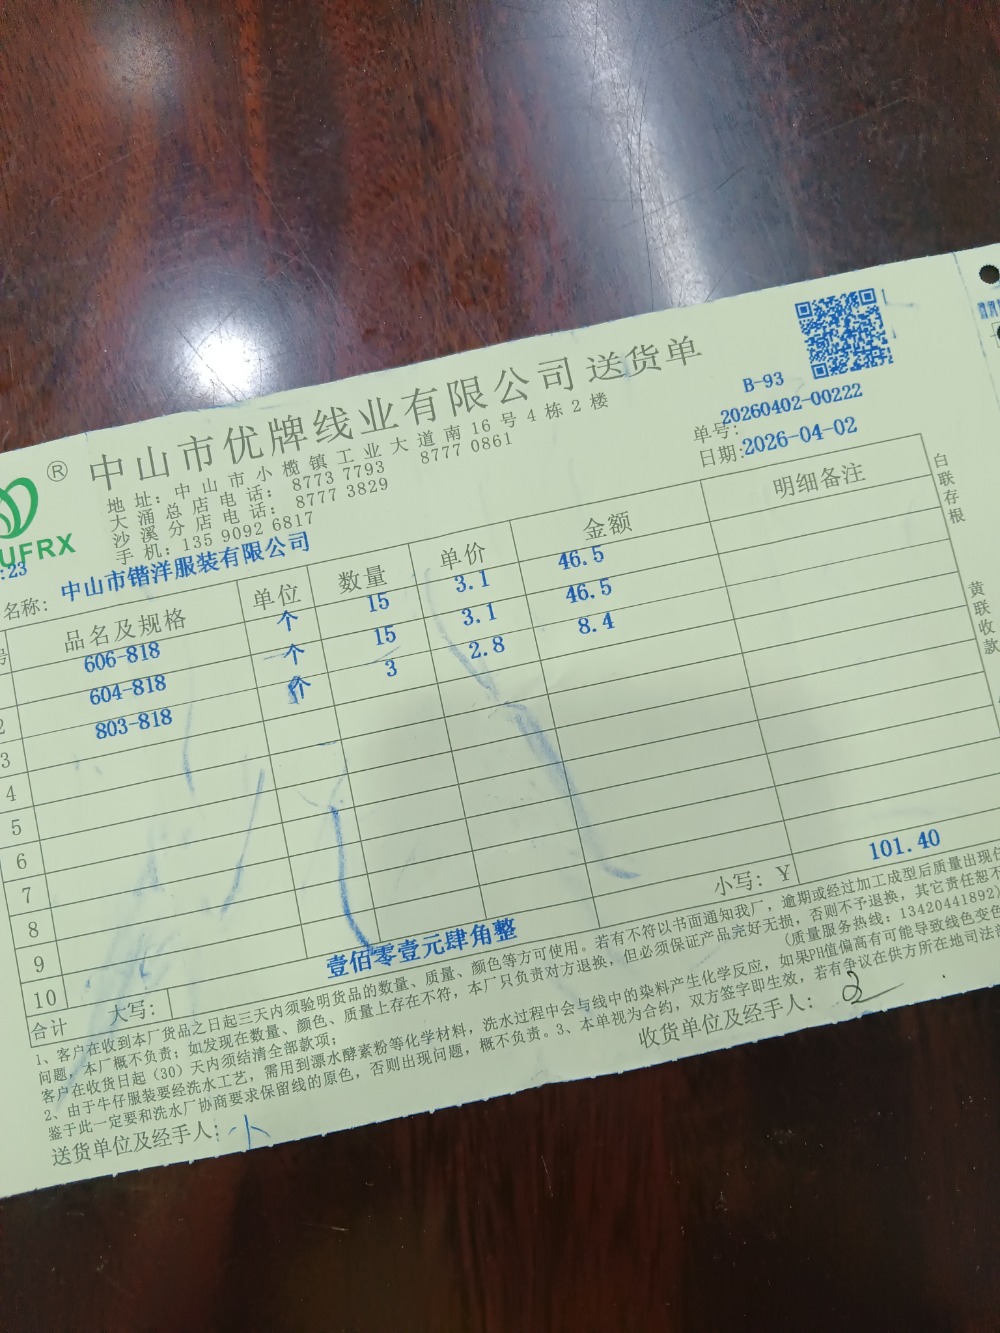 中山市优牌线业有限公司 送货单
®
UFRX
地址：中山市小榄镇工业大道南16号4栋2楼
大涌总店电话：8773 7793 8777 0861
沙溪分店电话：8777 3829
手机：135 9092 6817
B-93
单号：20260402-00222
日期：2026-04-02
:23
名称：中山市锴洋服装有限公司
号 品名及规格 单位 数量 单价 金额 明细备注
606-818 个 15 3.1 46.5
2 604-818 个 15 3.1 46.5
3 803-818 个 3 2.8 8.4
4
5
6
7
8
9
10
合计 大写：壹佰零壹元肆角整 小写：￥ 101.40
1、客户在收到本厂货品之日起三天内须验明货品的数量、质量、颜色等方可使用。若有不符以书面通知我厂，逾期或经过加工成型后质量出现任
问题，本厂概不负责；如发现在数量、颜色、质量上存在不符，本厂只负责对方退换，但必须保证产品完好无损，否则不予退换，其它责任恕不
客户在收货日起（30）天内须结清全部款项；（质量服务热线：13420441892）
2、由于牛仔服装要经洗水工艺，需用到漂水酵素粉等化学材料，洗水过程中会与线中的染料产生化学反应，如果PH值偏高有可能导致线色变色
鉴于此一定要和洗水厂协商要求保留线的原色，否则出现问题，概不负责。3、本单视为合约，双方签字即生效，若有争议在供方所在地司法
送货单位及经手人：小
收货单位及经手人：
白联存根
黄联收款